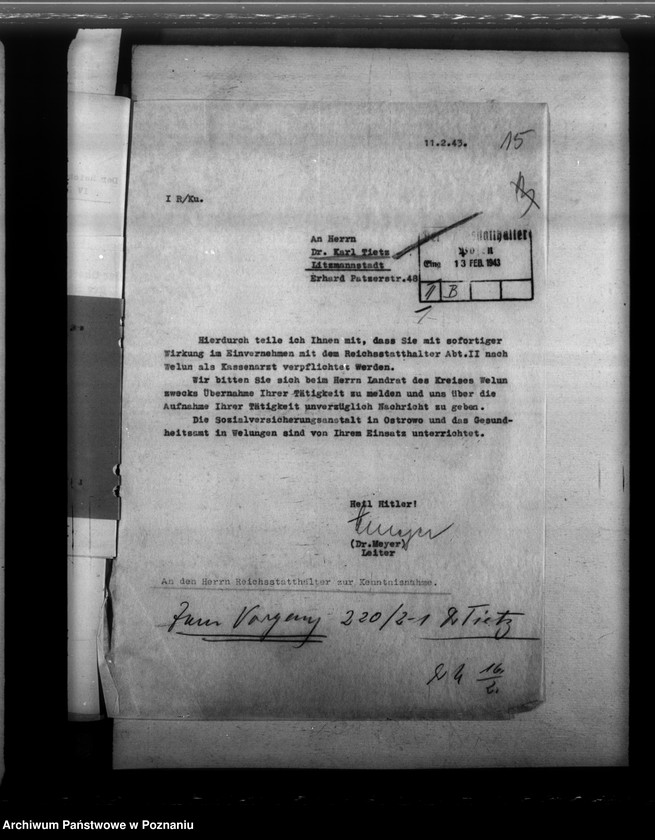 11.2.43.
15
I R/Ku.
An Herrn
Dr. Karl Tietz
Litzmannstadt
Erhard Patzerstr.48
Reichsstatthalter
Eing. 13 FEB. 1943
II B
Hierdurch teile ich Ihnen mit, dass Sie mit sofortiger
Wirkung im Einvernehmen mit dem Reichsstatthalter Abt.II nach
Welun als Kassenarzt verpflichtet werden.
Wir bitten Sie sich beim Herrn Landrat des Kreises Welun
zwecks Übernahme Ihrer Tätigkeit zu melden und uns über die
Aufnahme Ihrer Tätigkeit unverzüglich Nachricht zu geben.
Die Sozialversicherungsanstalt in Ostrowo und das Gesund-
heitsamt in Welungen sind von Ihrem Einsatz unterrichtet.
Heil Hitler!
(Dr.Meyer)
Leiter
An den Herrn Reichsstatthalter zur Kenntnisnahme.
Zum Vorgang 220/2-1 Dr Tietz
16/2.
Archiwum Państwowe w Poznaniu